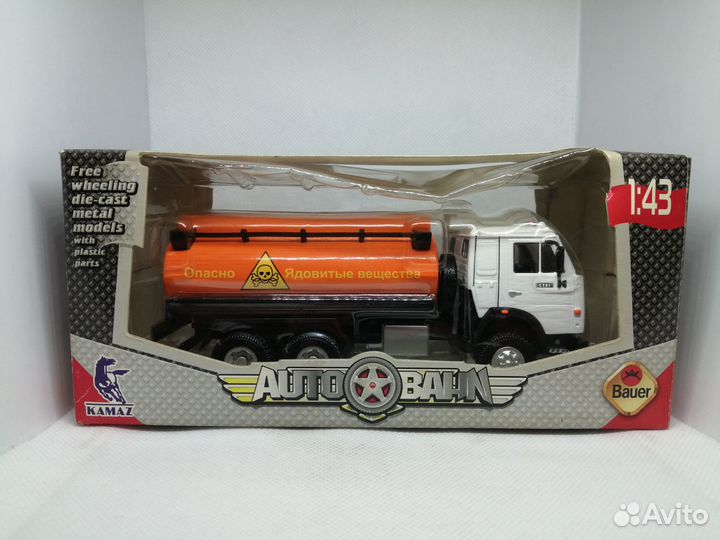 Free
wheeling
die-cast
metal
models
with
plastic
parts
1:43
Опасно Ядовитые вещества
KAMAZ
AUTOBAHN
Bauer
Avito